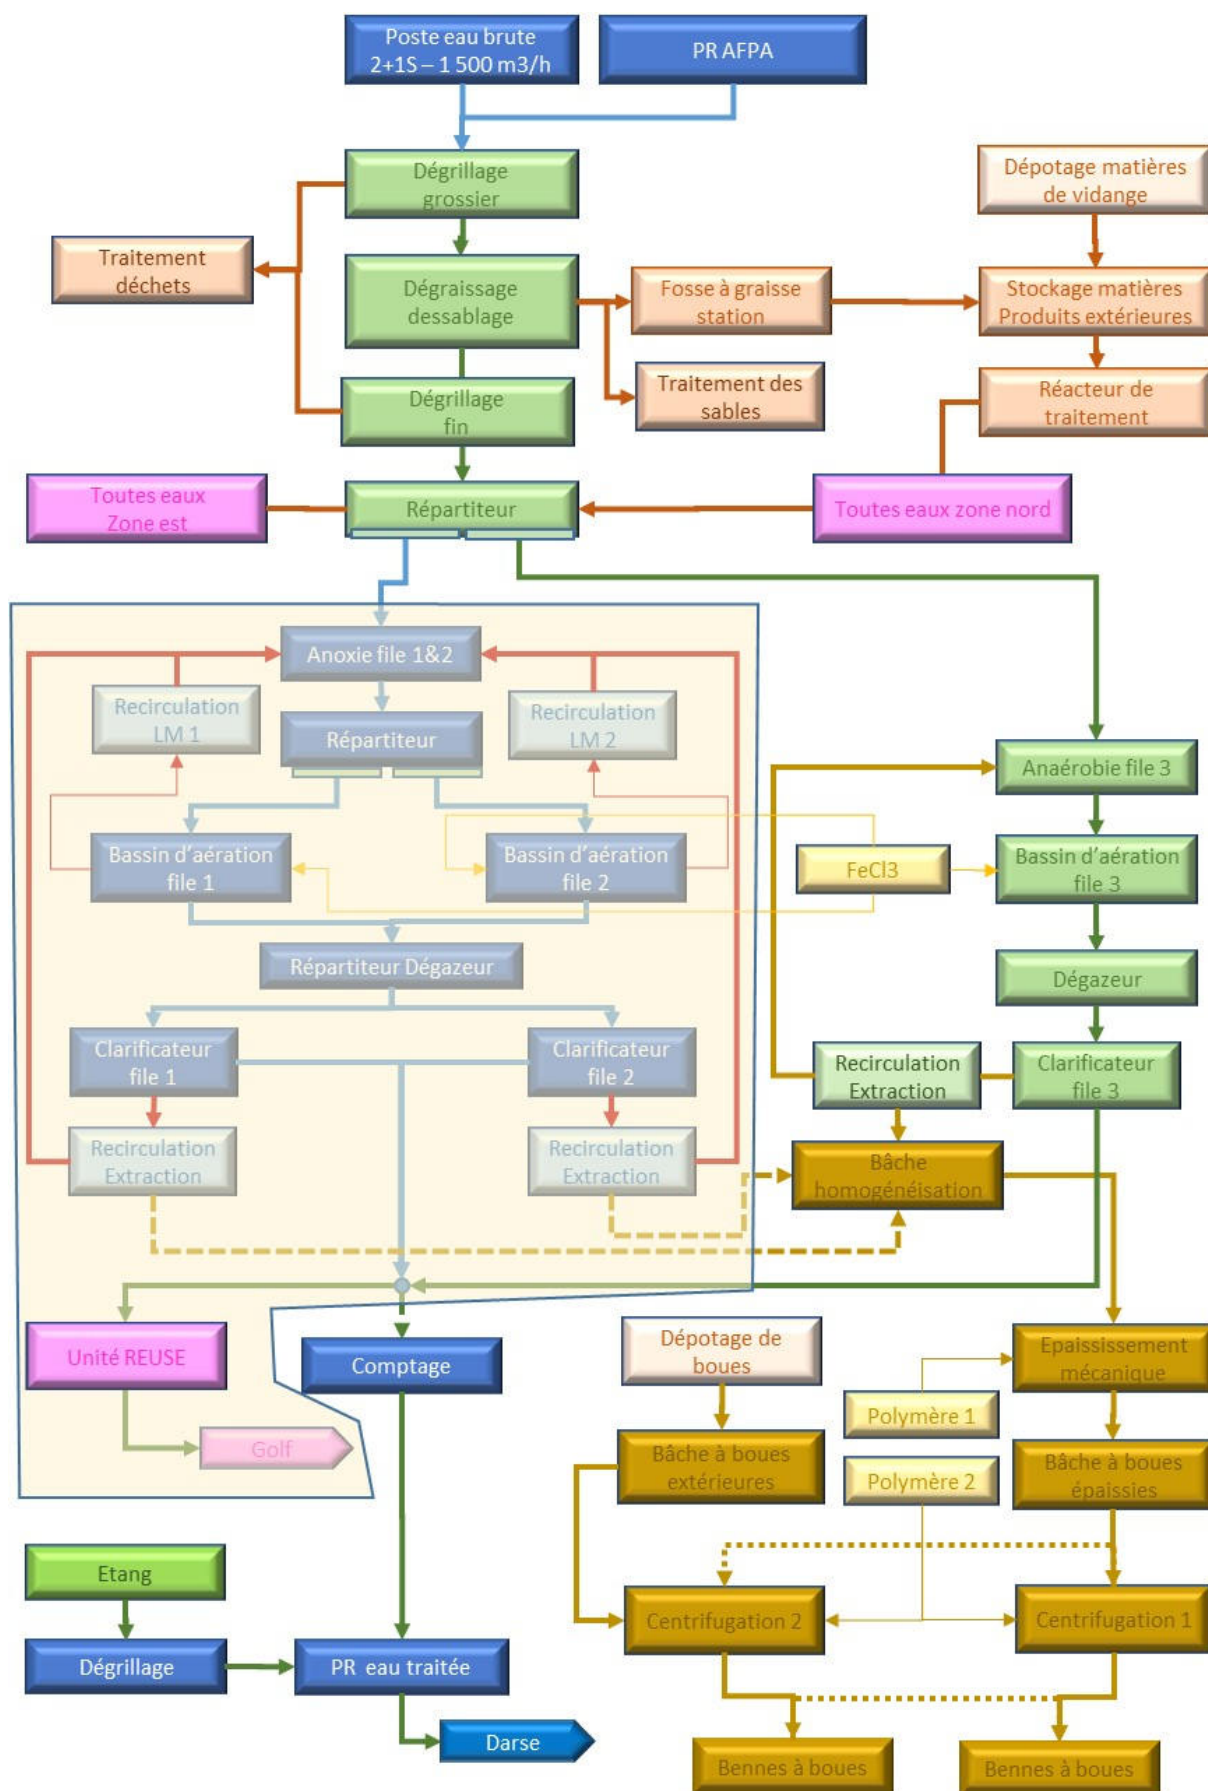 Poste eau brute
2+1S – 1 500 m3/h
PR AFPA
Dégrillage
grossier
Dépotage matières
de vidange
Traitement
déchets
Dégraissage
dessablage
Fosse à graisse
station
Stockage matières
Produits extérieures
Traitement des
sables
Réacteur de
traitement
Dégrillage
fin
Toutes eaux
Zone est
Répartiteur
Toutes eaux zone nord
Anoxie file 1&2
Recirculation
LM 1
Répartiteur
Recirculation
LM 2
Anaérobie file 3
Bassin d’aération
file 1
Bassin d’aération
file 2
FeCl3
Bassin d’aération
file 3
Répartiteur Dégazeur
Dégazeur
Clarificateur
file 1
Clarificateur
file 2
Recirculation
Extraction
Clarificateur
file 3
Recirculation
Extraction
Recirculation
Extraction
Bâche
homogénéisation
Unité REUSE
Comptage
Dépotage de
boues
Epaississement
mécanique
Polymère 1
Golf
Bâche à boues
extérieures
Polymère 2
Bâche à boues
épaissies
Etang
Centrifugation 2
Centrifugation 1
Dégrillage
PR eau traitée
Darse
Bennes à boues
Bennes à boues